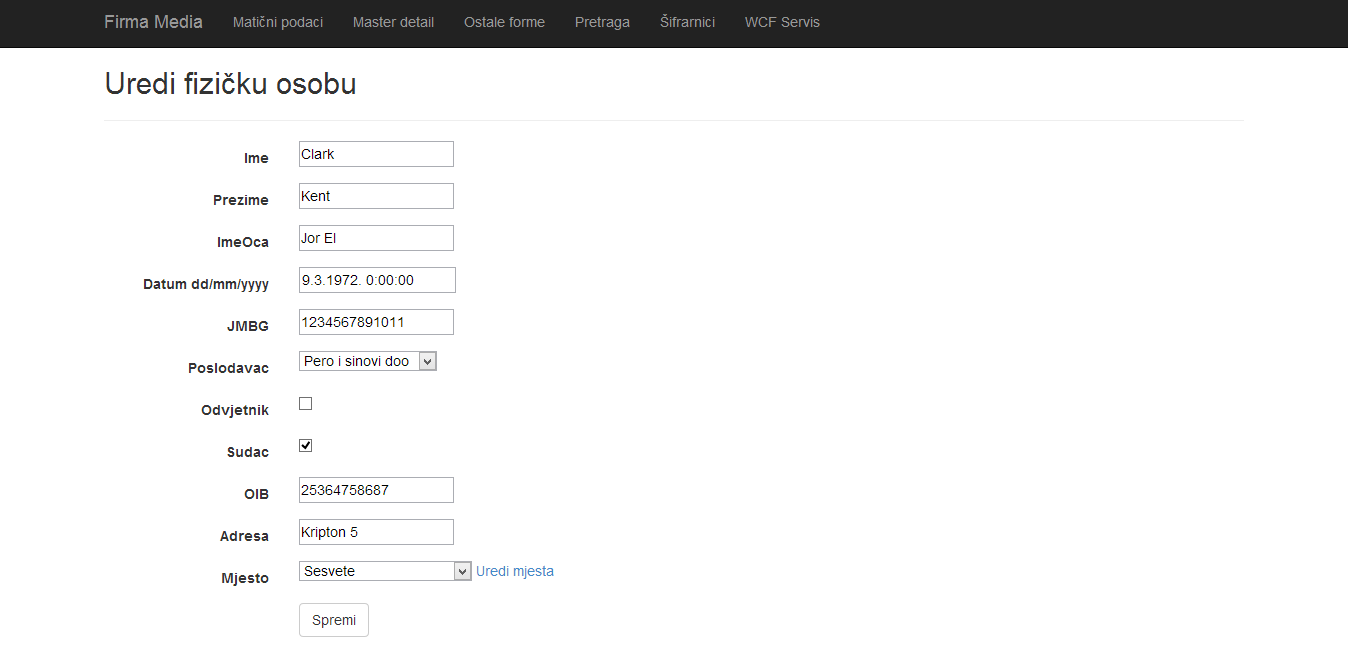 Firma Media Matični podaci Master detail Ostale forme Pretraga Šifrarnici WCF Servis
Uredi fizičku osobu
Ime Clark
Prezime Kent
ImeOca Jor El
Datum dd/mm/yyyy 9.3.1972. 0:00:00
JMBG 1234567891011
Poslodavac Pero i sinovi doo
Odvjetnik
Sudac
OIB 25364758687
Adresa Kripton 5
Mjesto Sesvete Uredi mjesta
Spremi